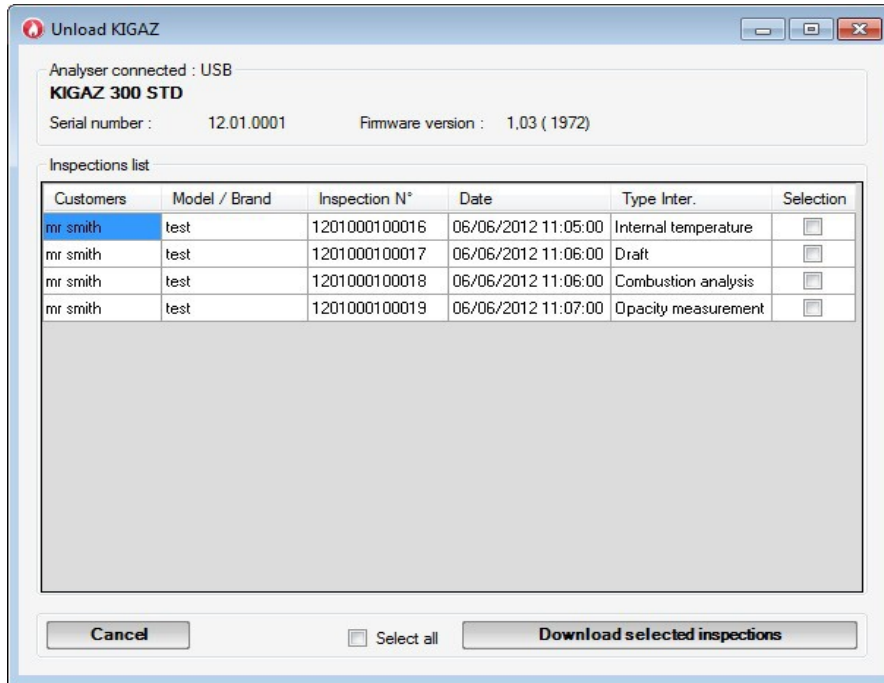 Unload KIGAZ
Analyser connected : USB
KIGAZ 300 STD
Serial number : 12.01.0001 Firmware version : 1,03 ( 1972)
Inspections list
Customers Model / Brand Inspection N° Date Type Inter. Selection
mr smith test 1201000100016 06/06/2012 11:05:00 Internal temperature
mr smith test 1201000100017 06/06/2012 11:06:00 Draft
mr smith test 1201000100018 06/06/2012 11:06:00 Combustion analysis
mr smith test 1201000100019 06/06/2012 11:07:00 Opacity measurement
Cancel Select all Download selected inspections